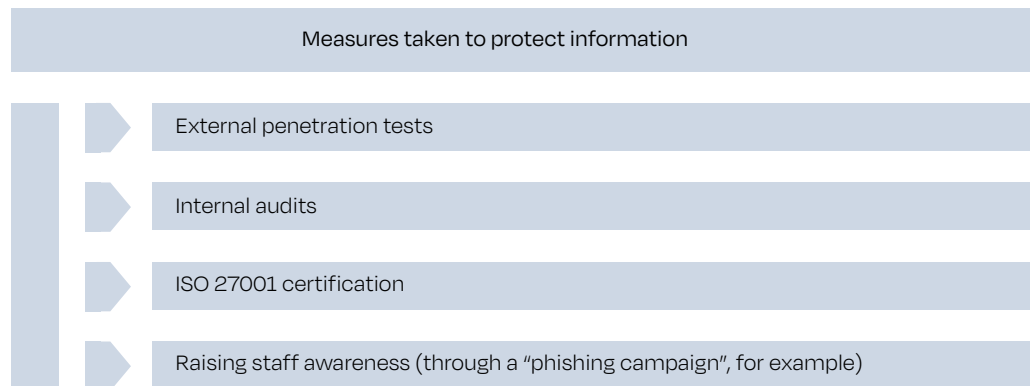 Measures taken to protect information
External penetration tests
Internal audits
ISO 27001 certification
Raising staff awareness (through a “phishing campaign”, for example)